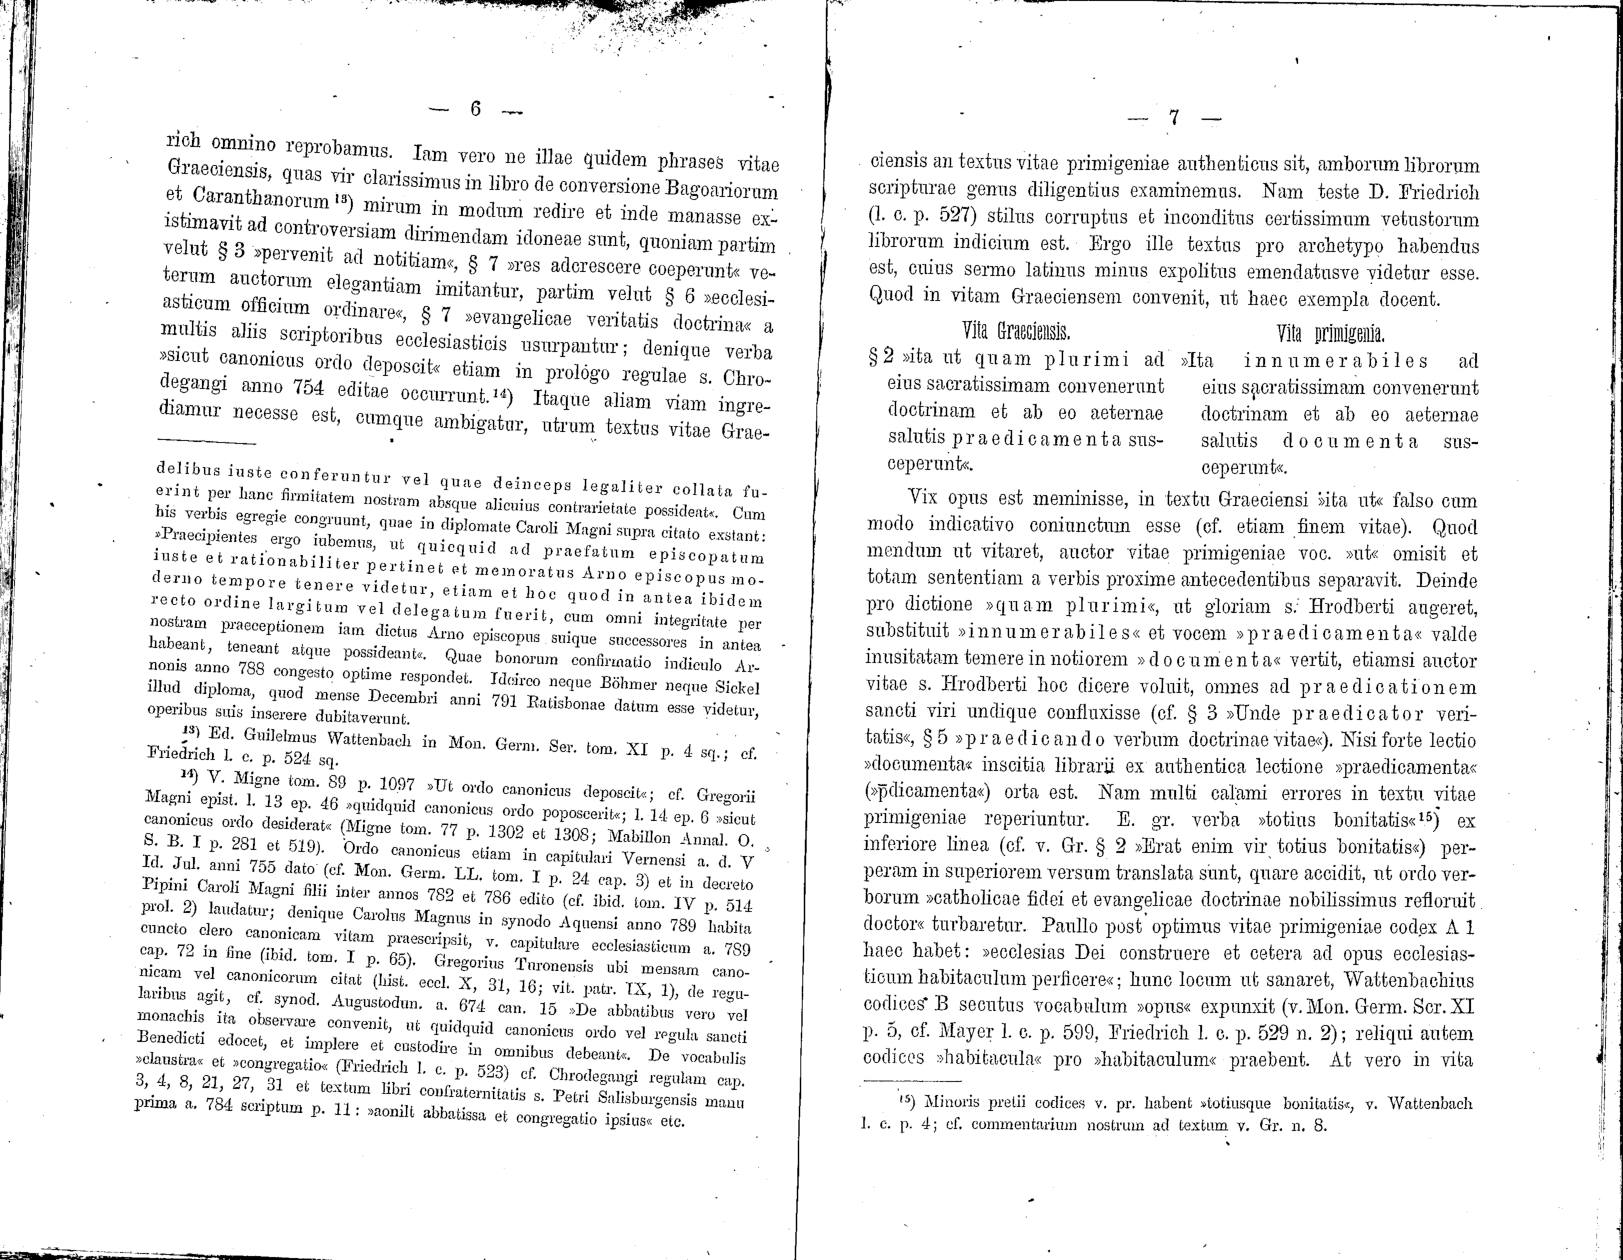 — 6 —
rich omnino reprobamus. Iam vero ne illae quidem phrases vitae
Graeciensis, quas vir clarissimus in libro de conversione Bagoariorum
et Caranthanorum ¹³) mirum in modum redire et inde manasse ex-
istimavit ad controversiam dirimendam idoneae sunt, quoniam partim
velut § 3 »pervenit ad notitiam«, § 7 »res adcrescere coeperunt« ve-
terum auctorum elegantiam imitantur, partim velut § 6 »ecclesi-
asticum officium ordinare«, § 7 »evangelicae veritatis doctrina« a
multis aliis scriptoribus ecclesiasticis usurpantur; denique verba
»sicut canonicus ordo deposcit« etiam in prologo regulae s. Chro-
degangi anno 754 editae occurrunt.¹⁴) Itaque aliam viam ingre-
diamur necesse est, cumque ambigatur, utrum textus vitae Grae-
delibus iuste conferuntur vel quae deinceps legaliter collata fu-
erint per hanc firmitatem nostram absque alicuius contrarietate possideat«. Cum
his verbis egregie congruunt, quae in diplomate Caroli Magni supra citato exstant:
»Praecipientes ergo iubemus, ut quicquid ad praefatum episcopatum
iuste et rationabiliter pertinet et memoratus Arno episcopus mo-
derno tempore tenere videtur, etiam et hoc quod in antea ibidem
recto ordine largitum vel delegatum fuerit, cum omni integritate per
nostram praeceptionem iam dictus Arno episcopus suique successores in antea
habeant, teneant atque possideant«. Quae bonorum confirmatio indiculo Ar-
nonis anno 788 congesto optime respondet. Idcirco neque Böhmer neque Sickel
illud diploma, quod mense Decembri anni 791 Ratisbonae datum esse videtur,
operibus suis inserere dubitaverunt.
¹³) Ed. Guilelmus Wattenbach in Mon. Germ. Ser. tom. XI p. 4 sq.; cf.
Friedrich l. c. p. 524 sq.
¹⁴) V. Migne tom. 89 p. 1097 »Ut ordo canonicus deposcit«; cf. Gregorii
Magni epist. l. 13 ep. 46 »quidquid canonicus ordo poposcerit«; l. 14 ep. 6 »sicut
canonicus ordo desiderat« (Migne tom. 77 p. 1302 et 1308; Mabillon Annal. O.
S. B. I p. 281 et 519). Ordo canonicus etiam in capitulari Vernensi a. d. V
Id. Jul. anni 755 dato (cf. Mon. Germ. LL. tom. I p. 24 cap. 3) et in decreto
Pipini Caroli Magni filii inter annos 782 et 786 edito (cf. ibid. tom. IV p. 514
prol. 2) laudatur; denique Carolus Magnus in synodo Aquensi anno 789 habita
cuncto clero canonicam vitam praescripsit, v. capitulare ecclesiasticum a. 789
cap. 72 in fine (ibid. tom. I p. 65). Gregorius Turonensis ubi mensam cano-
nicam vel canonicorum citat (hist. eccl. X, 31, 16; vit. patr. IX, 1), de regu-
laribus agit, cf. synod. Augustodun. a. 674 can. 15 »De abbatibus vero vel
monachis ita observare convenit, ut quidquid canonicus ordo vel regula sancti
Benedicti edocet, et implere et custodire in omnibus debeant«. De vocabulis
»claustra« et »congregatio« (Friedrich l. c. p. 523) cf. Chrodegangi regulam cap.
3, 4, 8, 21, 27, 31 et textum libri confraternitatis s. Petri Salisburgensis manu
prima a. 784 scriptum p. 11: »aonilt abbatissa et congregatio ipsius« etc.
— 7 —
ciensis an textus vitae primigeniae authenticus sit, amborum librorum
scripturae genus diligentius examinemus. Nam teste D. Friedrich
(l. c. p. 527) stilus corruptus et inconditus certissimum vetustorum
librorum indicium est. Ergo ille textus pro archetypo habendus
est, cuius sermo latinus minus expolitus emendatusve videtur esse.
Quod in vitam Graeciensem convenit, ut haec exempla docent.
Vita Graeciensis.
§ 2 »ita ut quam plurimi ad
eius sacratissimam convenerunt
doctrinam et ab eo aeternae
salutis praedicamenta sus-
ceperunt«.
Vita primigenia.
»Ita innumerabiles ad
eius sacratissimam convenerunt
doctrinam et ab eo aeternae
salutis documenta sus-
ceperunt«.
Vix opus est meminisse, in textu Graeciensi »ita ut« falso cum
modo indicativo coniunctum esse (cf. etiam finem vitae). Quod
mendum ut vitaret, auctor vitae primigeniae voc. »ut« omisit et
totam sententiam a verbis proxime antecedentibus separavit. Deinde
pro dictione »quam plurimi«, ut gloriam s. Hrodberti augeret,
substituit »innumerabiles« et vocem »praedicamenta« valde
inusitatam temere in notiorem »documenta« vertit, etiamsi auctor
vitae s. Hrodberti hoc dicere voluit, omnes ad praedicationem
sancti viri undique confluxisse (cf. § 3 »Unde praedicator veri-
tatis«, § 5 »praedicando verbum doctrinae vitae«). Nisi forte lectio
»documenta« inscitia librarii ex authentica lectione »praedicamenta«
(»p̄dicamenta«) orta est. Nam multi calami errores in textu vitae
primigeniae reperiuntur. E. gr. verba »totius bonitatis«¹⁵) ex
inferiore linea (cf. v. Gr. § 2 »Erat enim vir totius bonitatis«) per-
peram in superiorem versum translata sunt, quare accidit, ut ordo ver-
borum »catholicae fidei et evangelicae doctrinae nobilissimus refloruit
doctor« turbaretur. Paullo post optimus vitae primigeniae codex A 1
haec habet: »ecclesias Dei construere et cetera ad opus ecclesias-
ticum habitaculum perficere«; hunc locum ut sanaret, Wattenbachius
codices B secutus vocabulum »opus« expunxit (v. Mon. Germ. Scr. XI
p. 5, cf. Mayer l. c. p. 599, Friedrich l. c. p. 529 n. 2); reliqui autem
codices »habitacula« pro »habitaculum« praebent. At vero in vita
¹⁵) Minoris pretii codices v. pr. habent »totiusque bonitatis«, v. Wattenbach
l. c. p. 4; cf. commentarium nostrum ad textum v. Gr. n. 8.